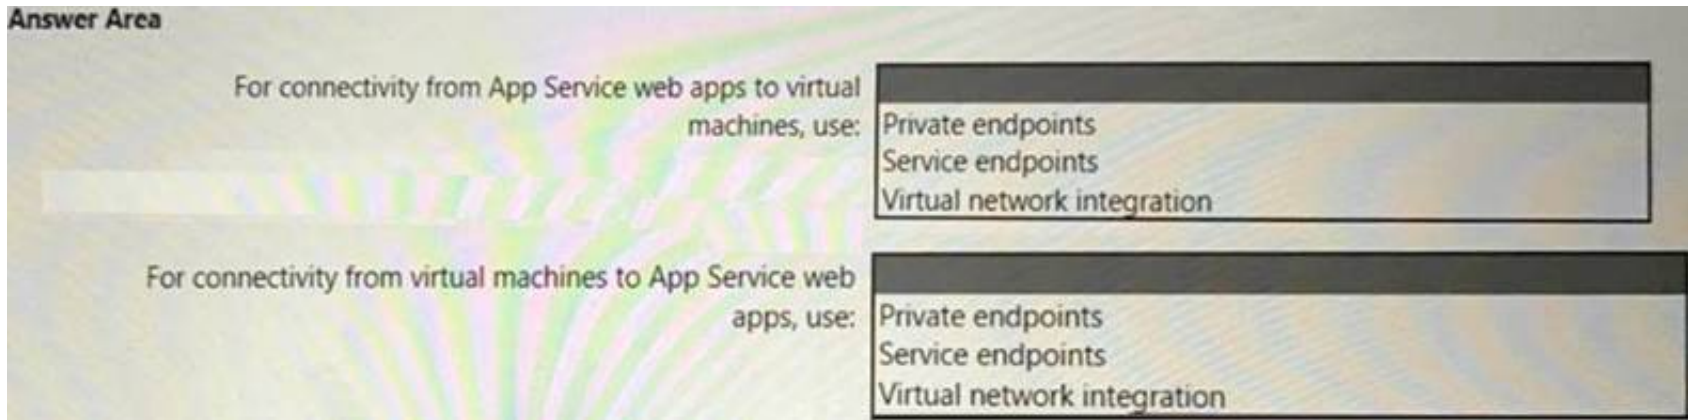 Answer Area
For connectivity from App Service web apps to virtual
machines, use:
Private endpoints
Service endpoints
Virtual network integration
For connectivity from virtual machines to App Service web
apps, use:
Private endpoints
Service endpoints
Virtual network integration